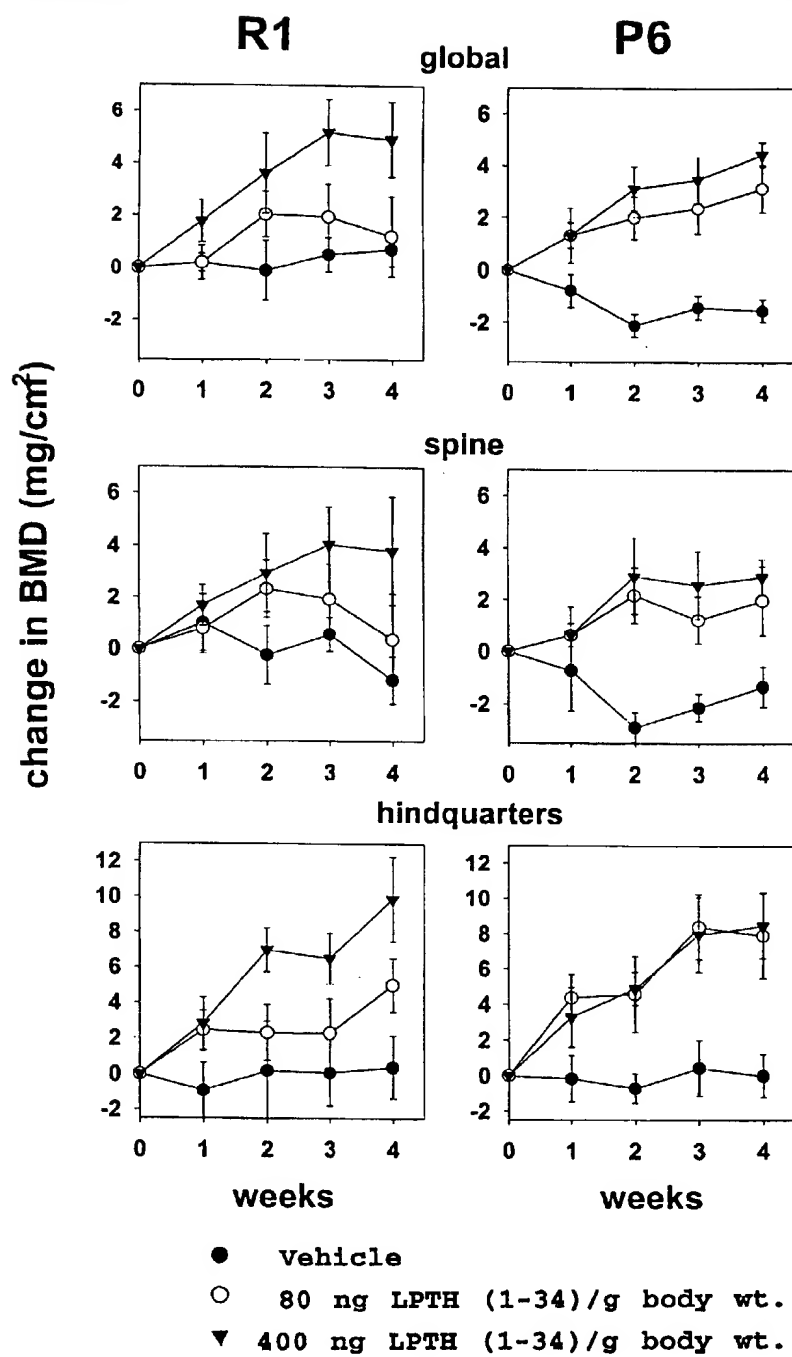 R1 P6
global
6 6
4 4
2 2
0 0
-2 -2
0 1 2 3 4 0 1 2 3 4
spine
6 6
4 4
2 2
0 0
-2 -2
0 1 2 3 4 0 1 2 3 4
hindquarters
12 12
10 10
8 8
6 6
4 4
2 2
0 0
-2 -2
0 1 2 3 4 0 1 2 3 4
weeks weeks
change in BMD (mg/cm²)
Vehicle
80 ng LPTH (1-34)/g body wt.
400 ng LPTH (1-34)/g body wt.